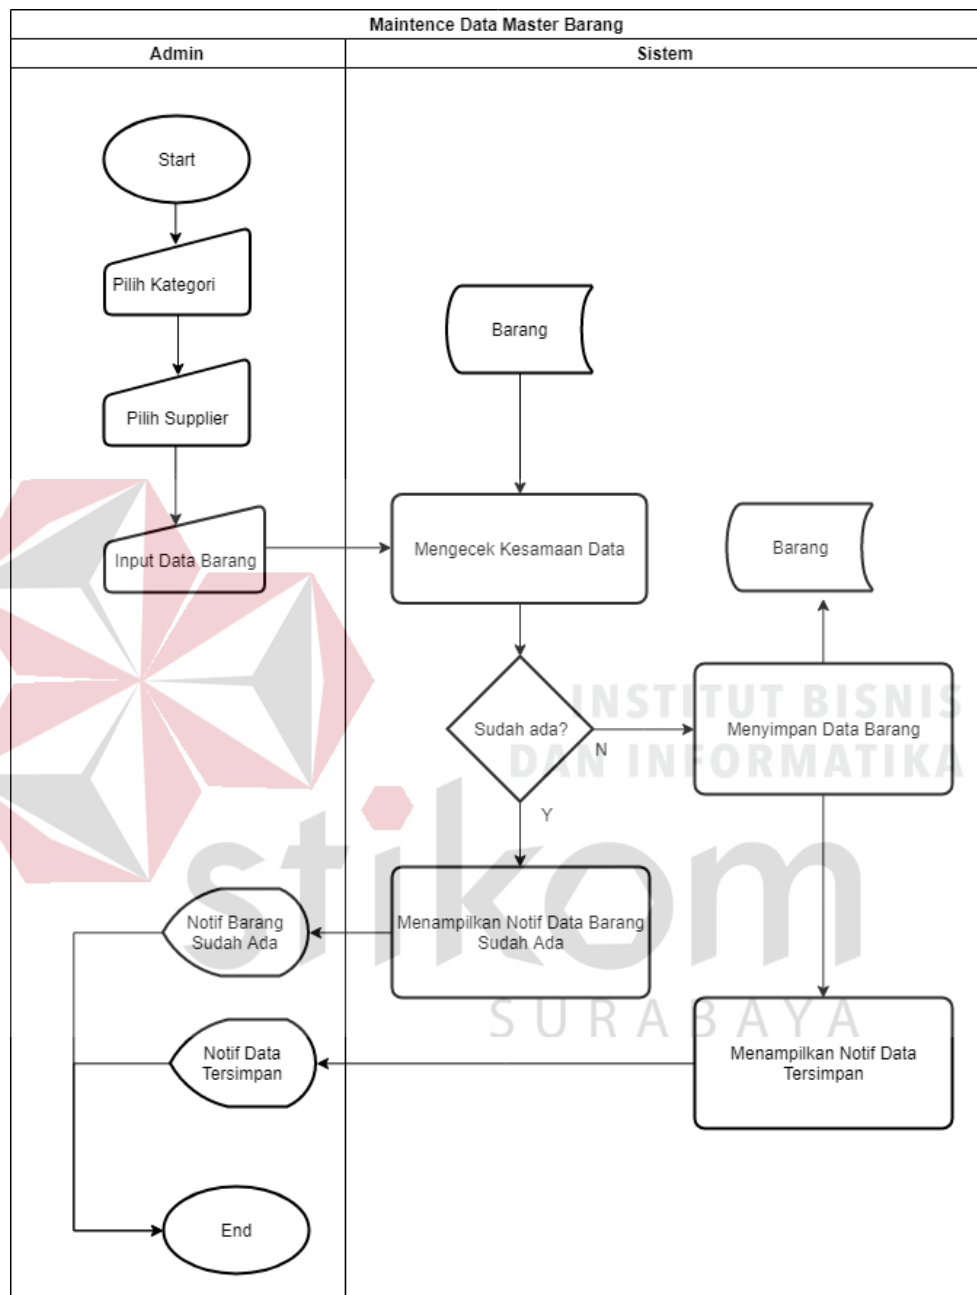 Maintence Data Master Barang
Admin
Sistem
Start
Pilih Kategori
Barang
Pilih Supplier
Input Data Barang
Mengecek Kesamaan Data
Barang
Sudah ada?
N
Menyimpan Data Barang
Y
Notif Barang
Sudah Ada
Menampilkan Notif Data Barang
Sudah Ada
Notif Data
Tersimpan
Menampilkan Notif Data
Tersimpan
End
INSTITUT BISNIS
DAN INFORMATIKA
stikom
SURABAYA